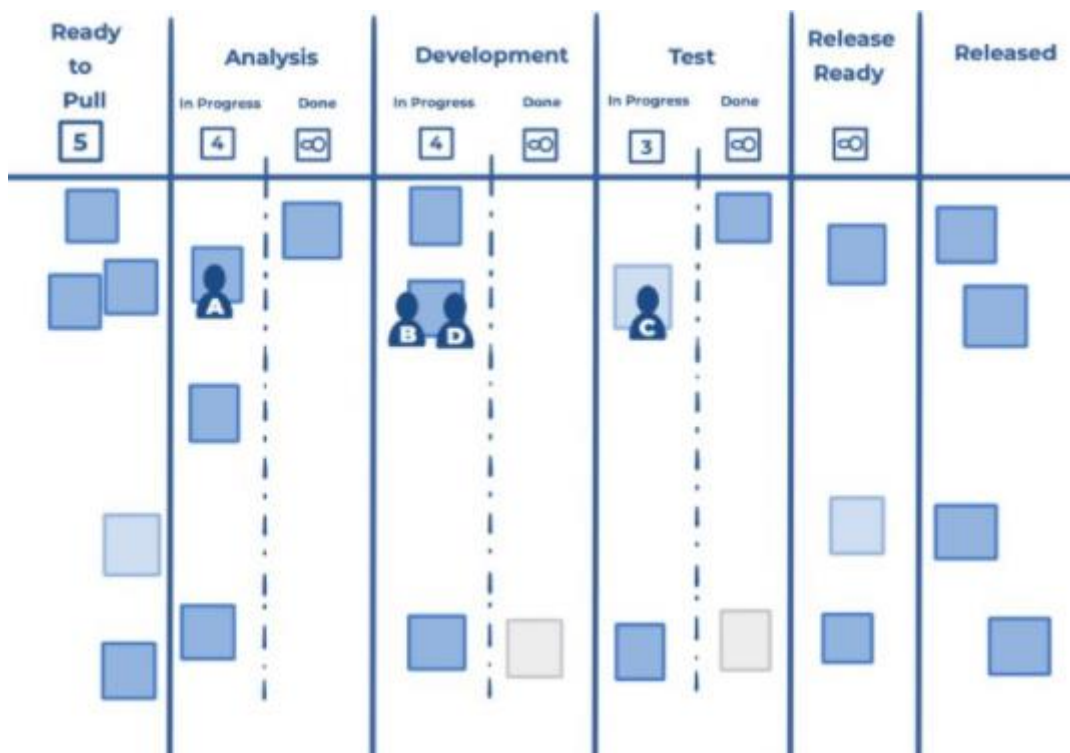 Ready
to
Pull
5
Analysis
In Progress
Done
4
∞
Development
In Progress
Done
4
∞
Test
In Progress
Done
3
∞
Release
Ready
∞
Released
A
B
D
C